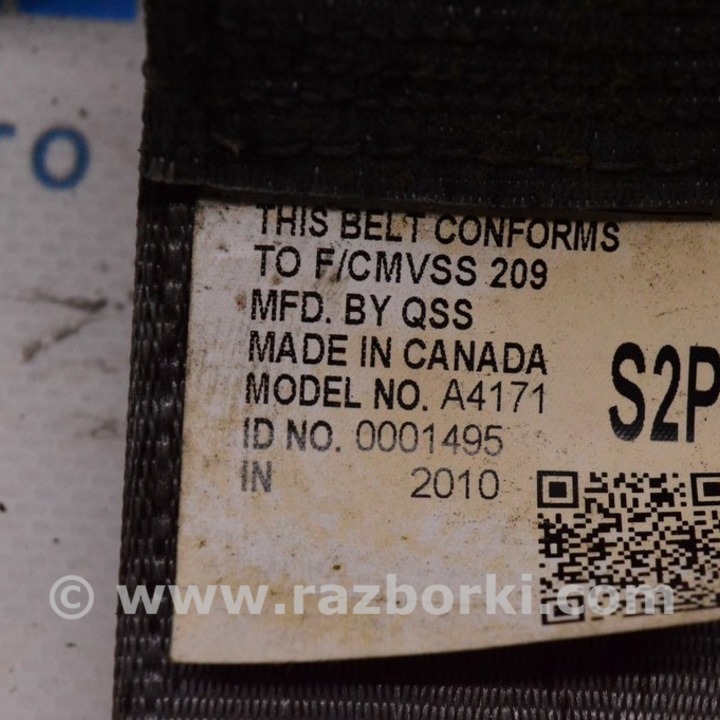 THIS BELT CONFORMS
TO F/CMVSS 209
MFD. BY QSS
MADE IN CANADA
MODEL NO. A4171
ID NO. 0001495
IN 2010
S2P
то
© www.razborki.com